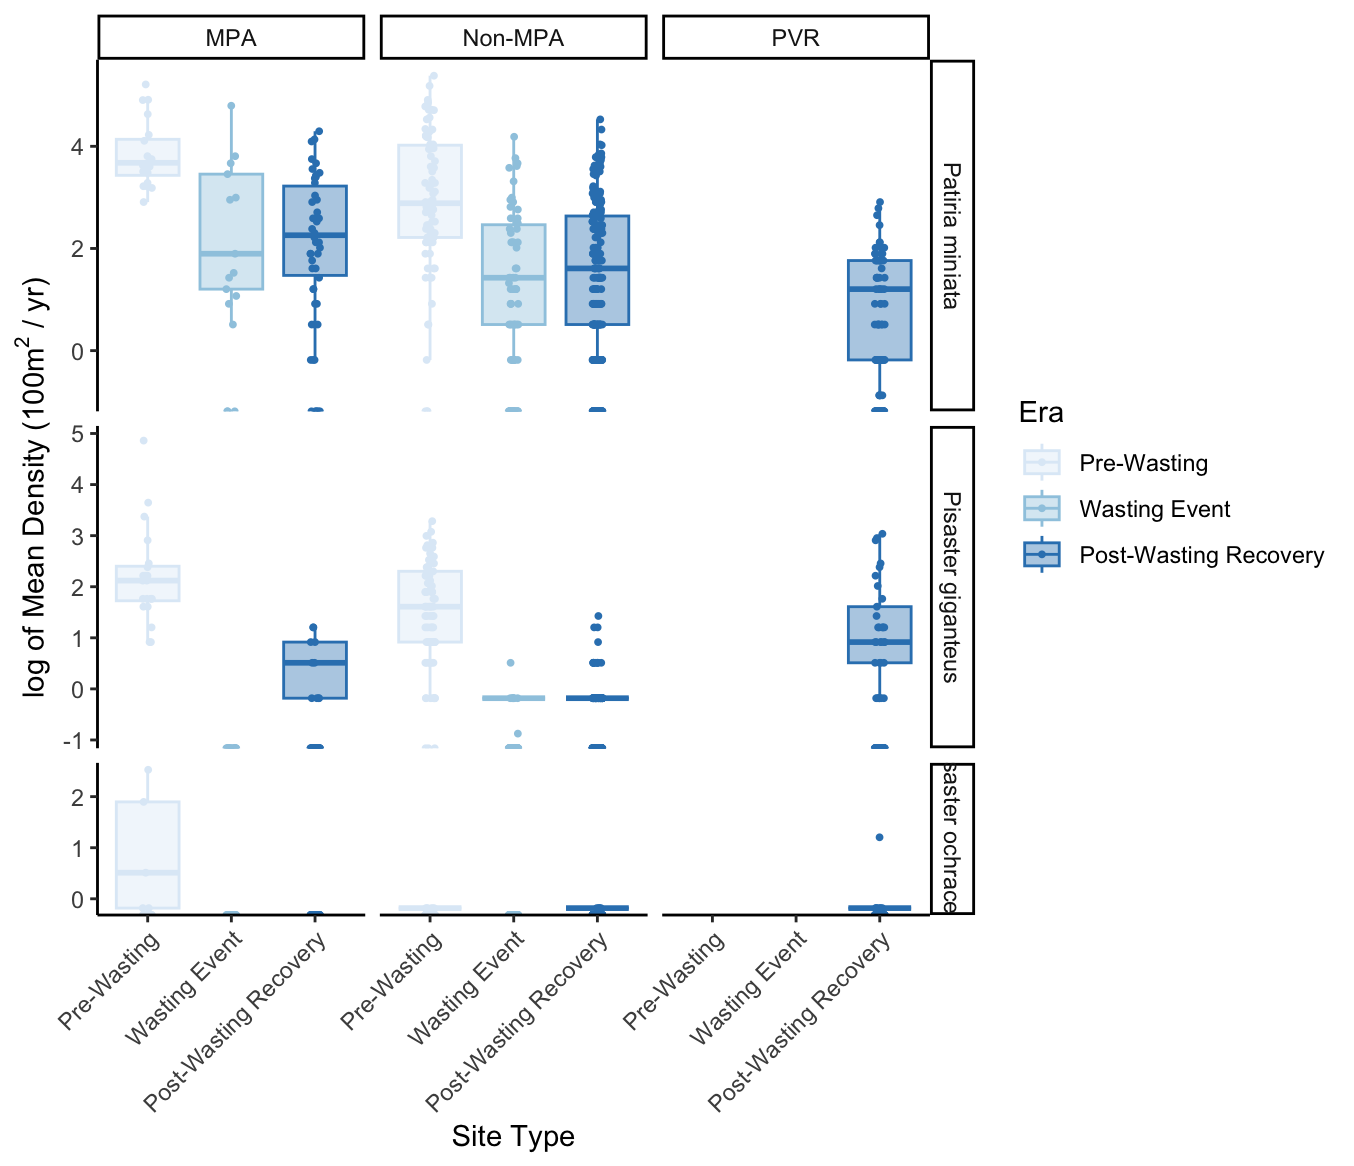 MPA Non-MPA PVR
4
2
0
Patiria miniata
5
4
3
2
1
0
-1
Pisaster giganteus
2
1
0
saster ochrace
log of Mean Density (100m² / yr)
Pre-Wasting Wasting Event Post-Wasting Recovery Pre-Wasting Wasting Event Post-Wasting Recovery Pre-Wasting Wasting Event Post-Wasting Recovery
Site Type
Era
Pre-Wasting
Wasting Event
Post-Wasting Recovery